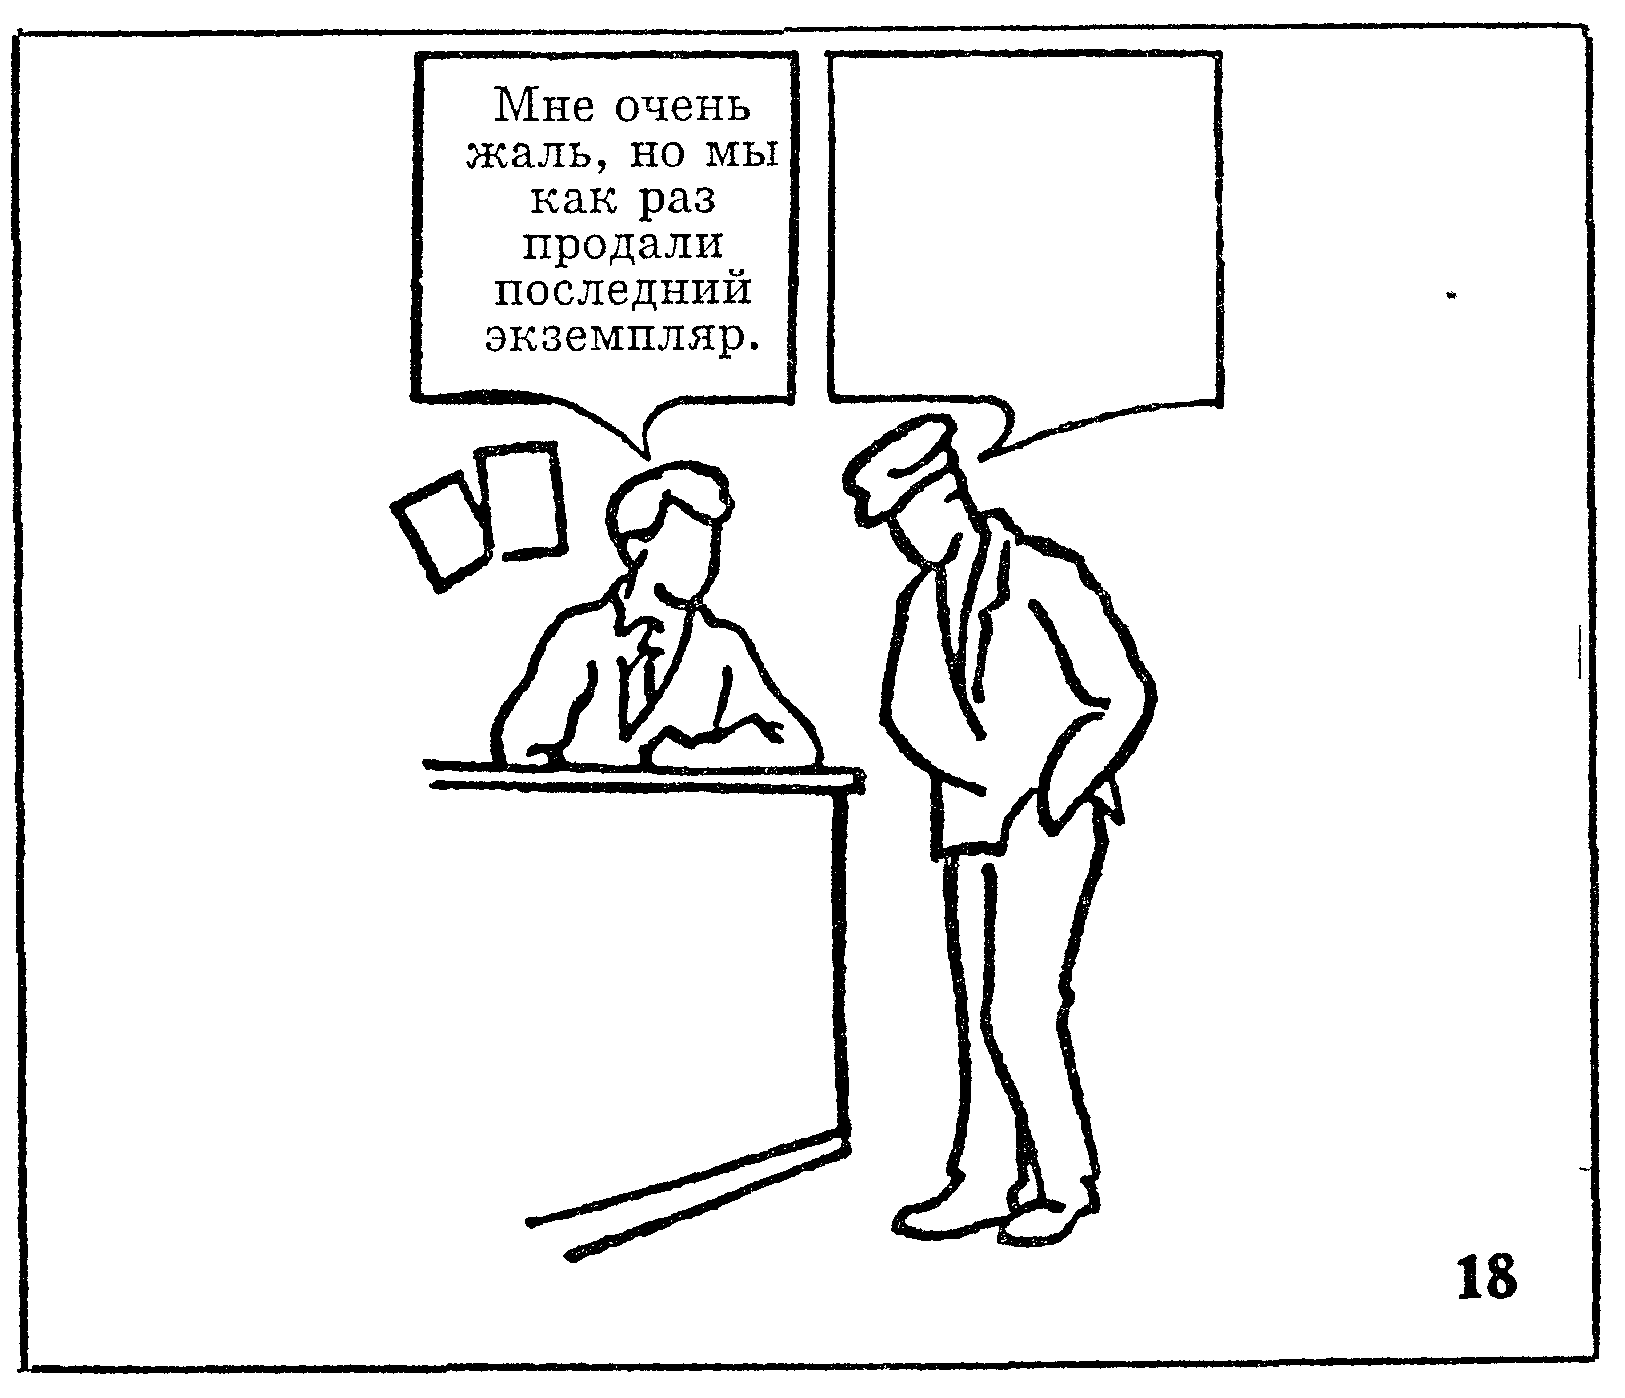 Мне очень
жаль, но мы
как раз
продали
последний
экземпляр.
18